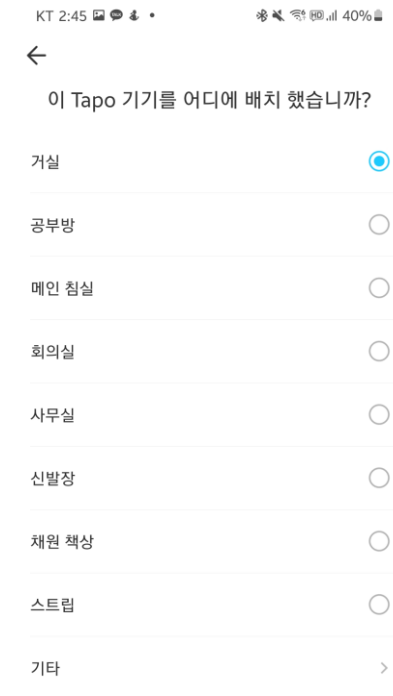 KT 2:45
HD 40%
이 Tapo 기기를 어디에 배치 했습니까?
거실
공부방
메인 침실
회의실
사무실
신발장
채원 책상
스트립
기타